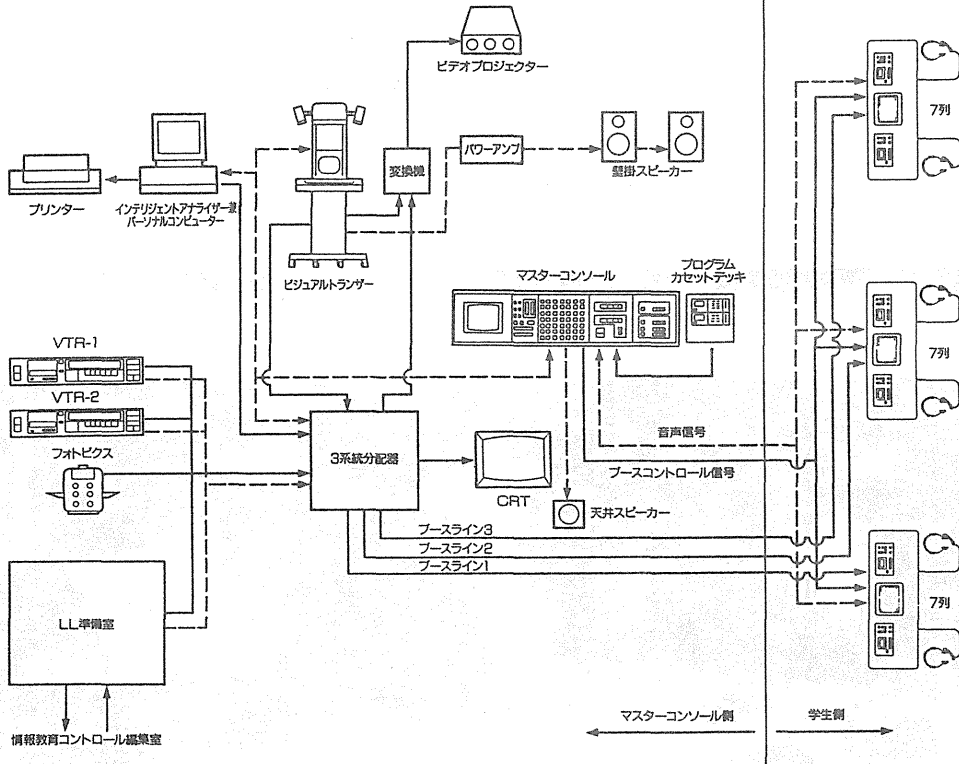 ビデオプロジェクター
パワーアンプ
変換機
壁掛スピーカー
7列
プリンター
インテリジェントアナライザー兼
パーソナルコンピューター
ビジュアルトランザー
マスターコンソール
プログラム
カセットデッキ
7列
VTR-1
VTR-2
フォトピクス
3系統分配器
CRT
音声信号
ブースコントロール信号
天井スピーカー
ブースライン3
ブースライン2
ブースライン1
7列
LL準備室
情報教育コントロール編集室
マスターコンソール側
学生側